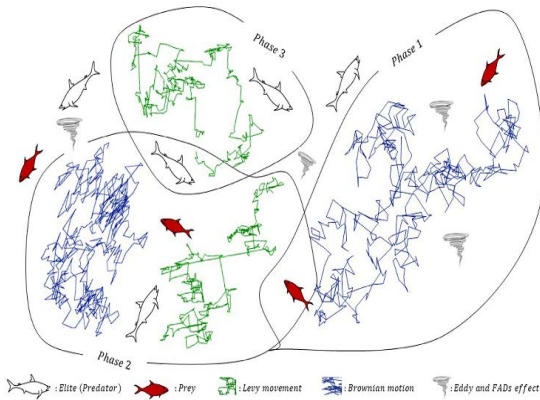 Phase 3
Phase 1
Phase 2
: Elite (Predator)
: Prey
: Levy movement
: Brownian motion
: Eddy and FADs effect